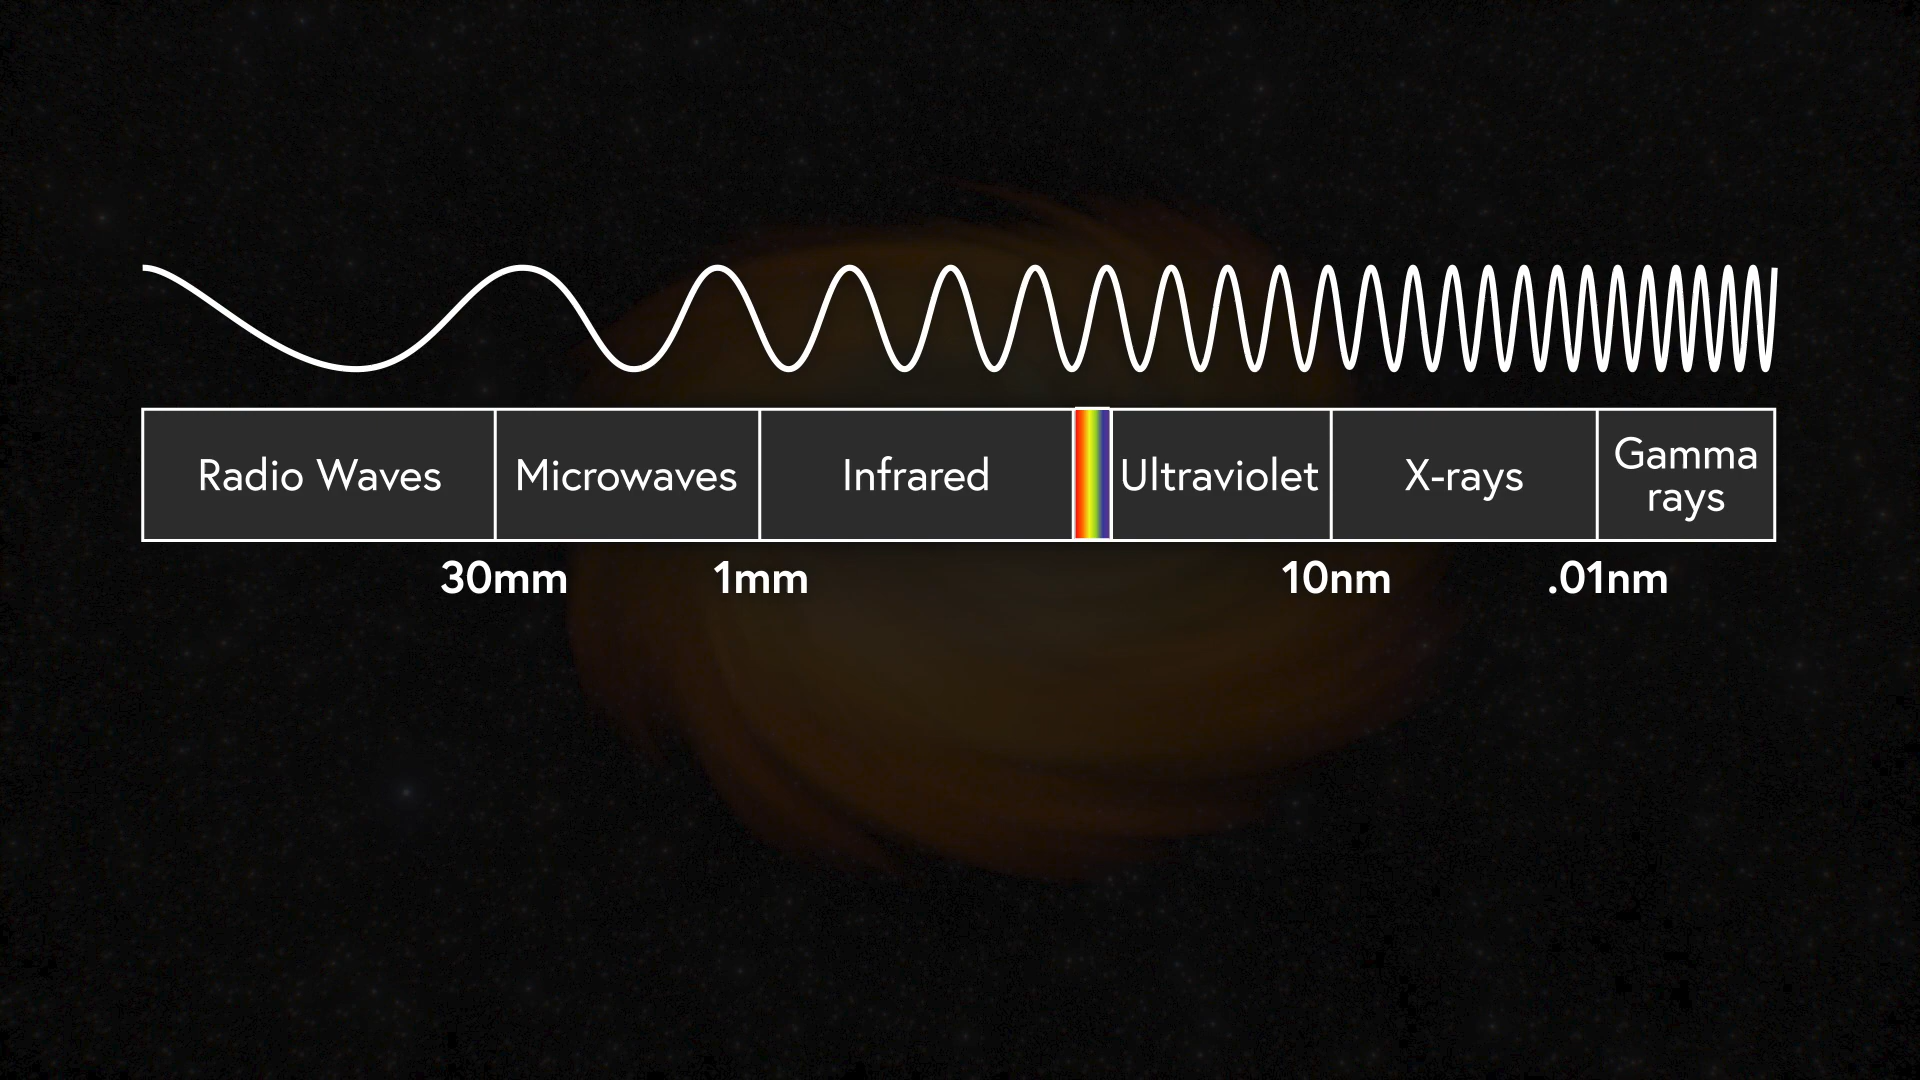 Radio Waves
Microwaves
Infrared
Ultraviolet
X-rays
Gamma
rays
30mm
1mm
10nm
.01nm